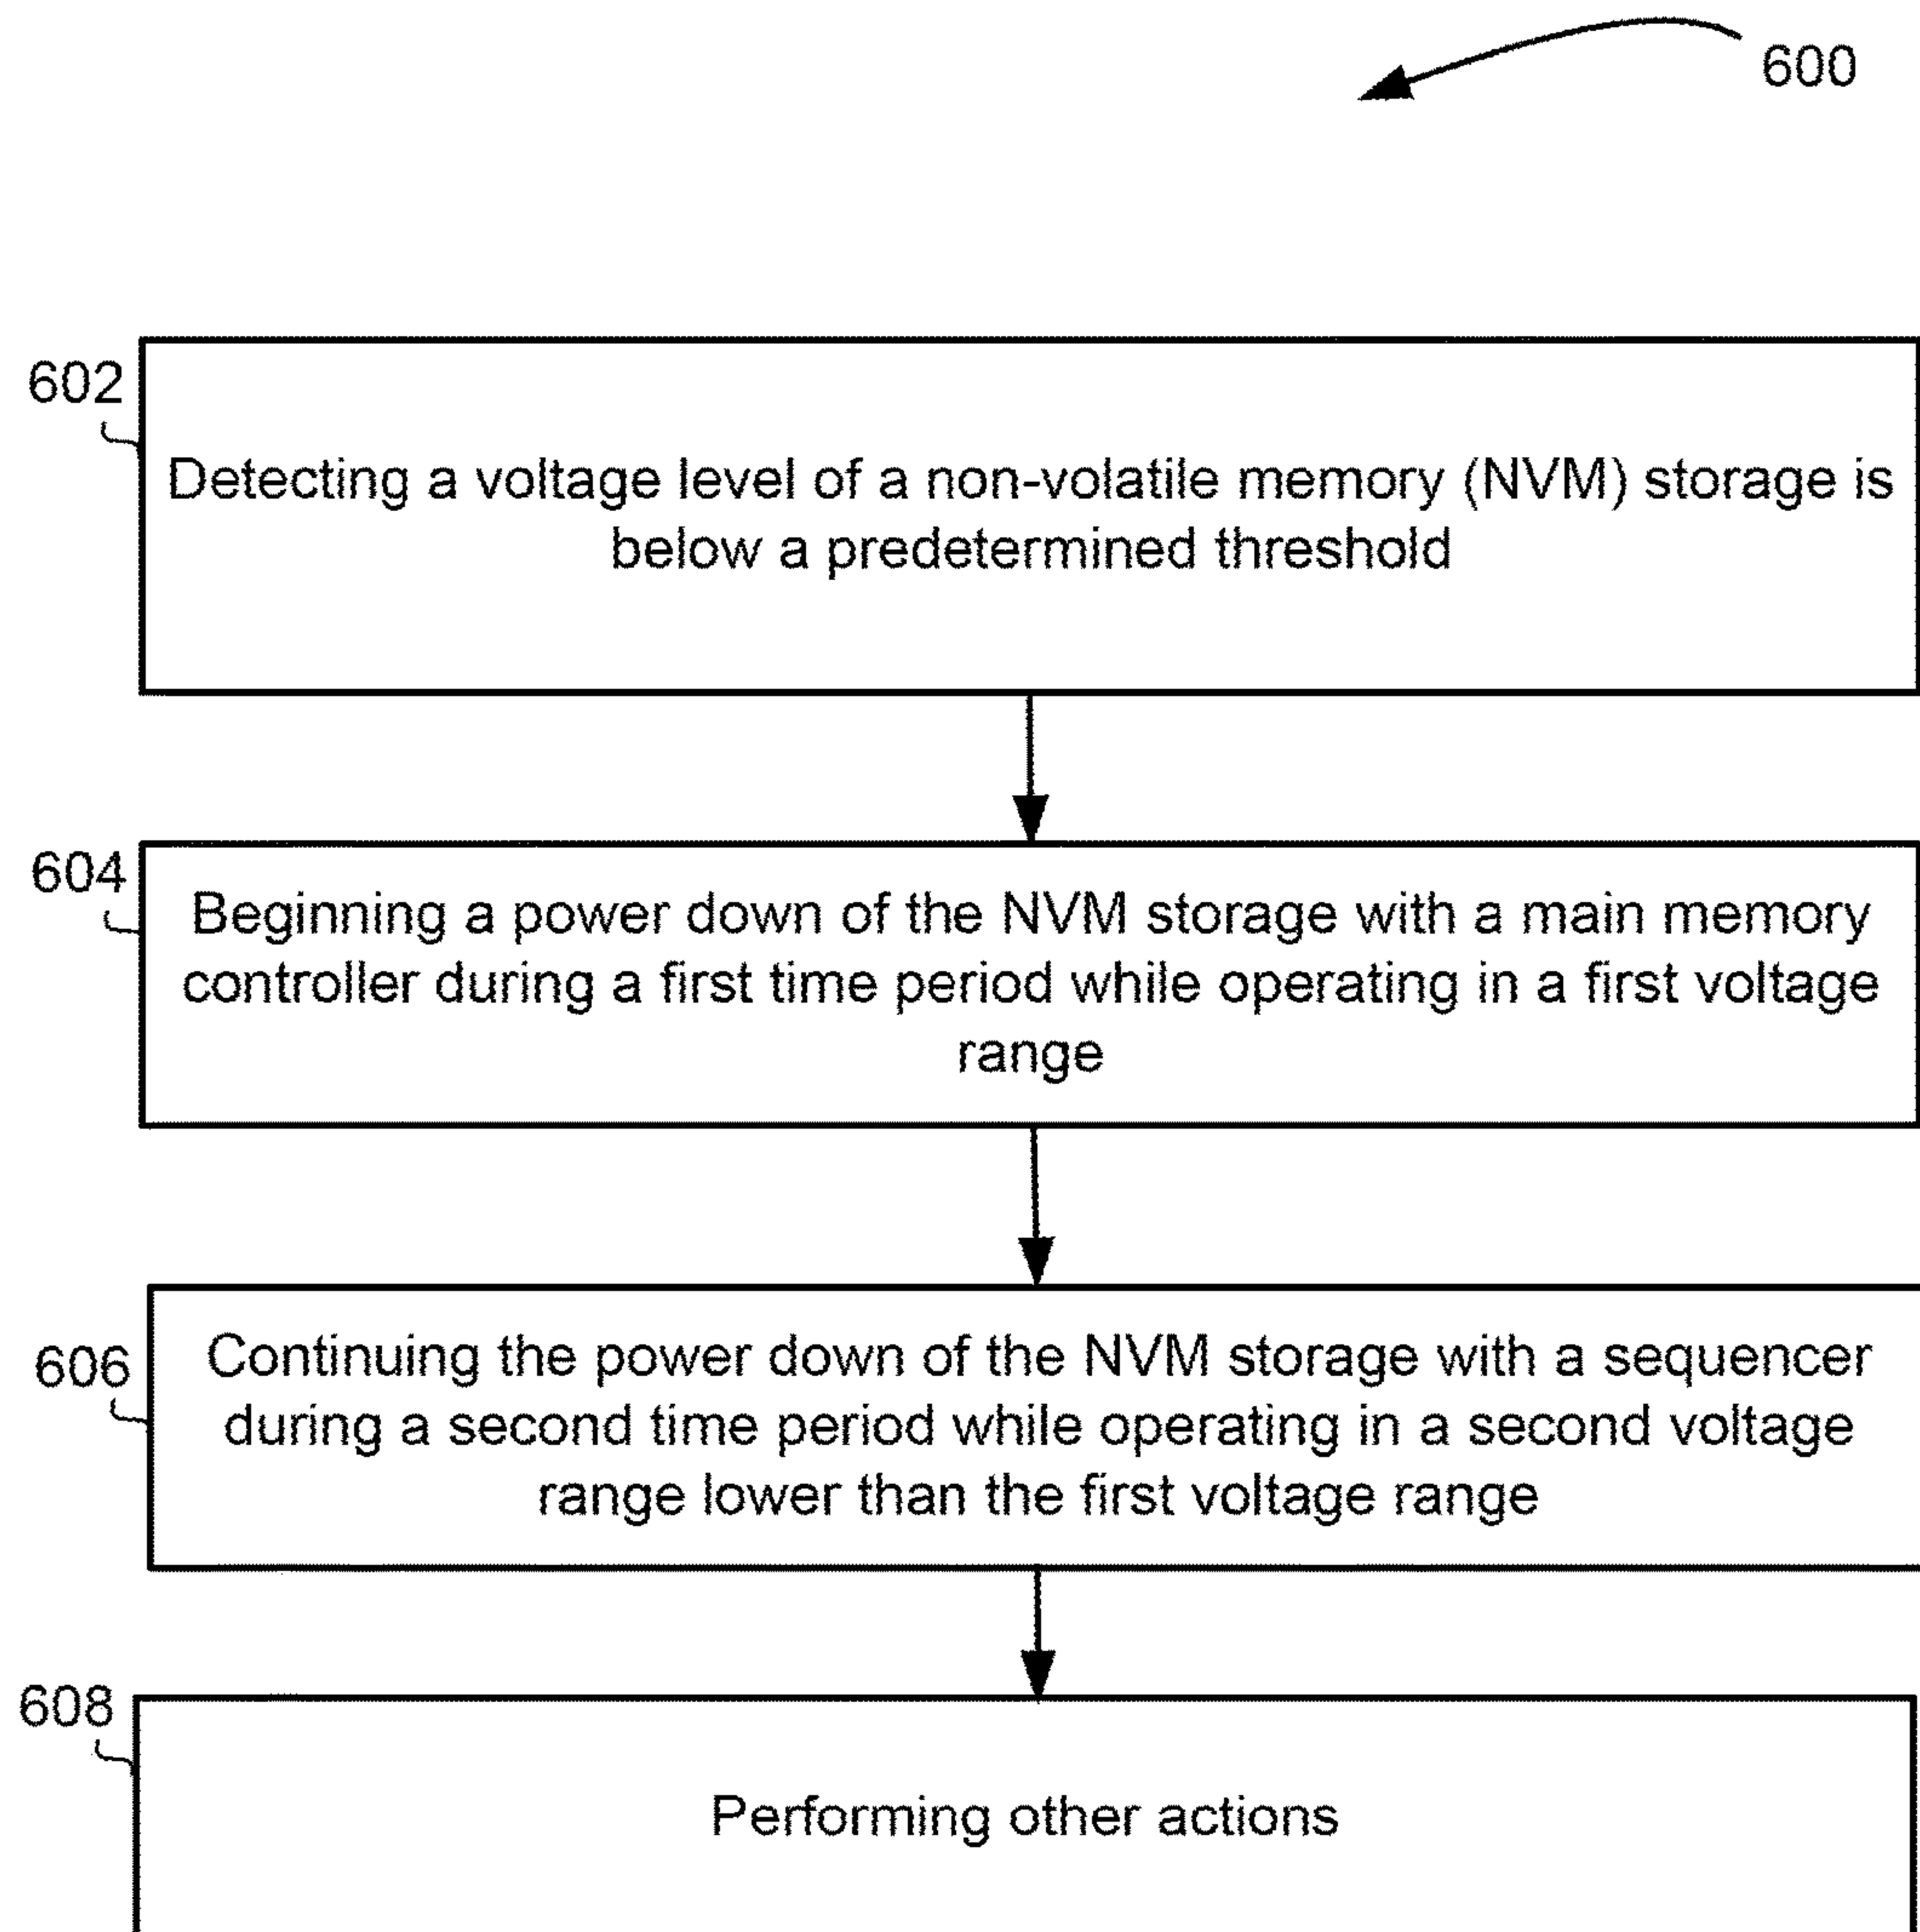 600
602
Detecting a voltage level of a non-volatile memory (NVM) storage is
below a predetermined threshold
604
Beginning a power down of the NVM storage with a main memory
controller during a first time period while operating in a first voltage
range
606
Continuing the power down of the NVM storage with a sequencer
during a second time period while operating in a second voltage
range lower than the first voltage range
608
Performing other actions